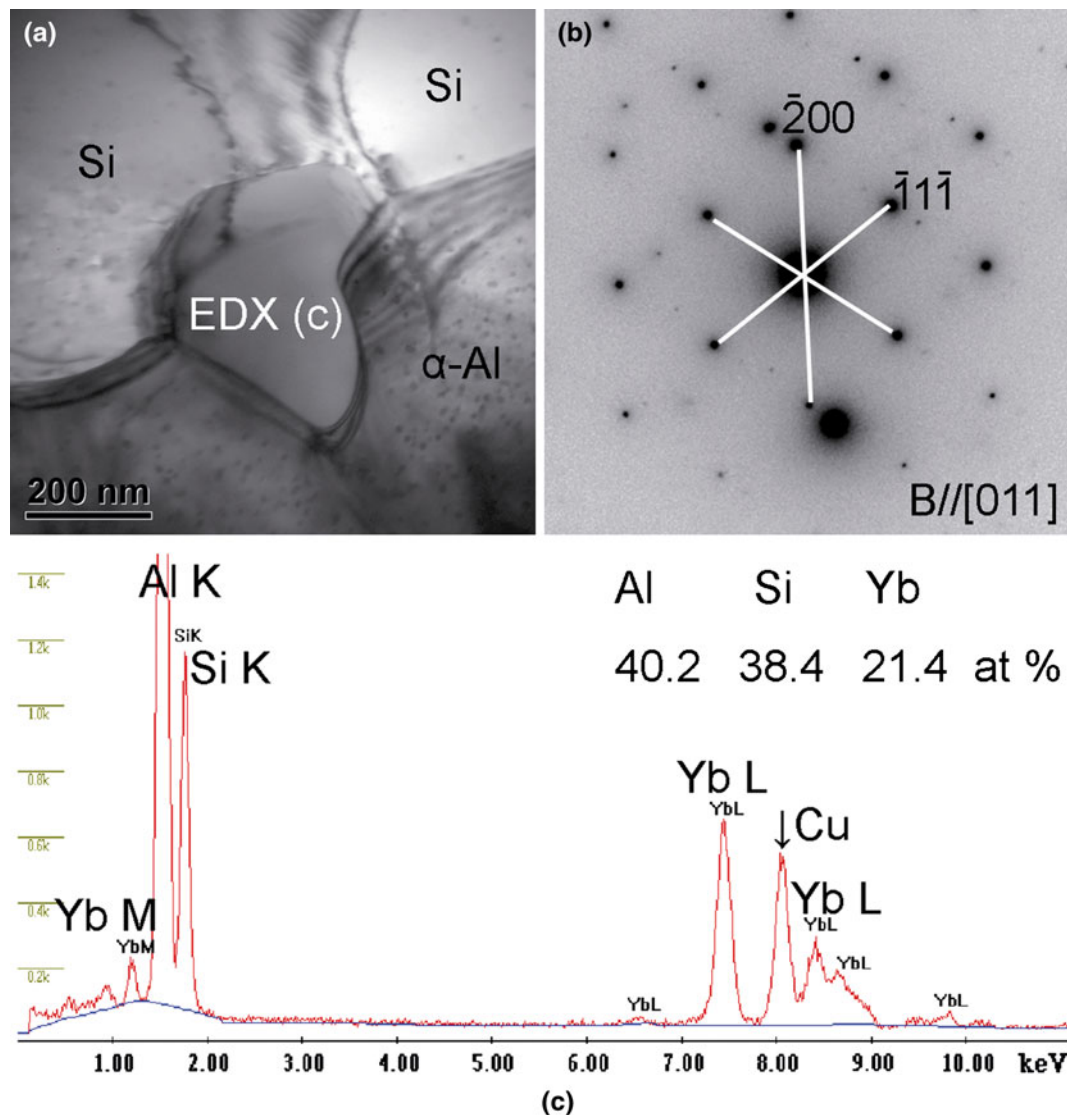 (a)
Si
Si
EDX (c)
α-Al
200 nm
(b)
2̄00
1̄11̄
B//[011]
1.4k
1.2k
1.0k
0.8k
0.6k
0.4k
0.2k
Al K
SiK
Si K
Yb M
YbM
Al Si Yb
40.2 38.4 21.4 at %
Yb L
YbL
↓Cu
Yb L
YbL
YbL
YbL
YbL
1.00 2.00 3.00 4.00 5.00 6.00 7.00 8.00 9.00 10.00 keV
(c)